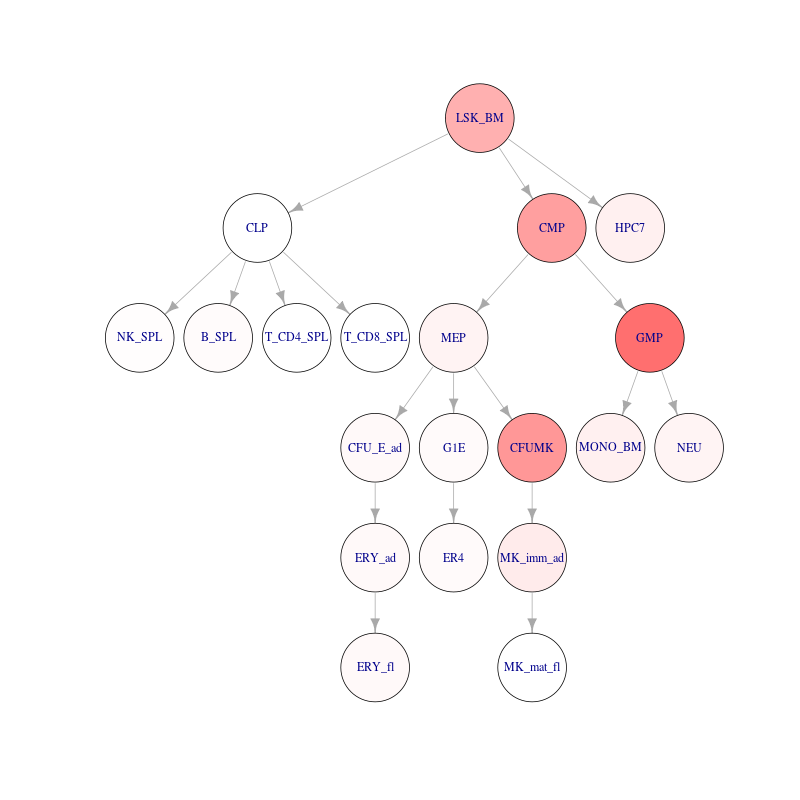 LSK_BM
CLP
CMP
HPC7
NK_SPL
B_SPL
T_CD4_SPL
T_CD8_SPL
MEP
GMP
CFU_E_ad
G1E
CFUMK
MONO_BM
NEU
ERY_ad
ER4
MK_imm_ad
ERY_fl
MK_mat_fl